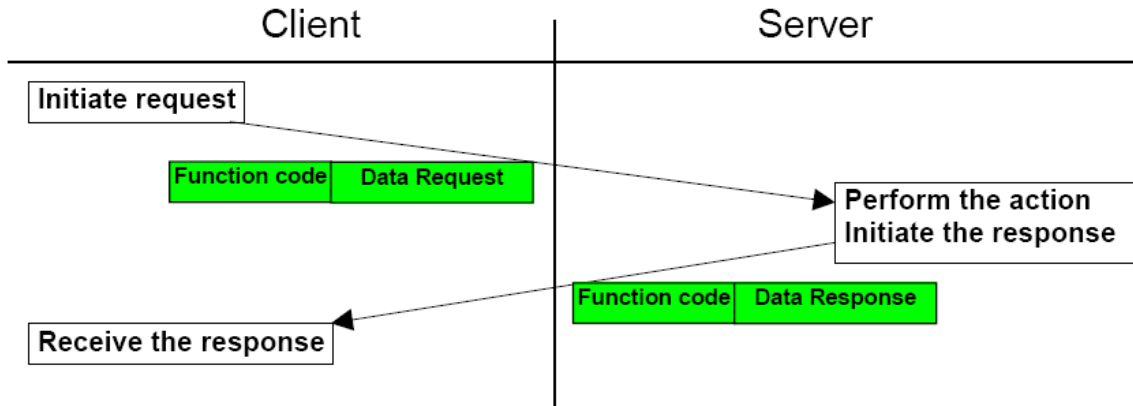 Client
Server
Initiate request
Function code Data Request
Perform the action
Initiate the response
Function code Data Response
Receive the response